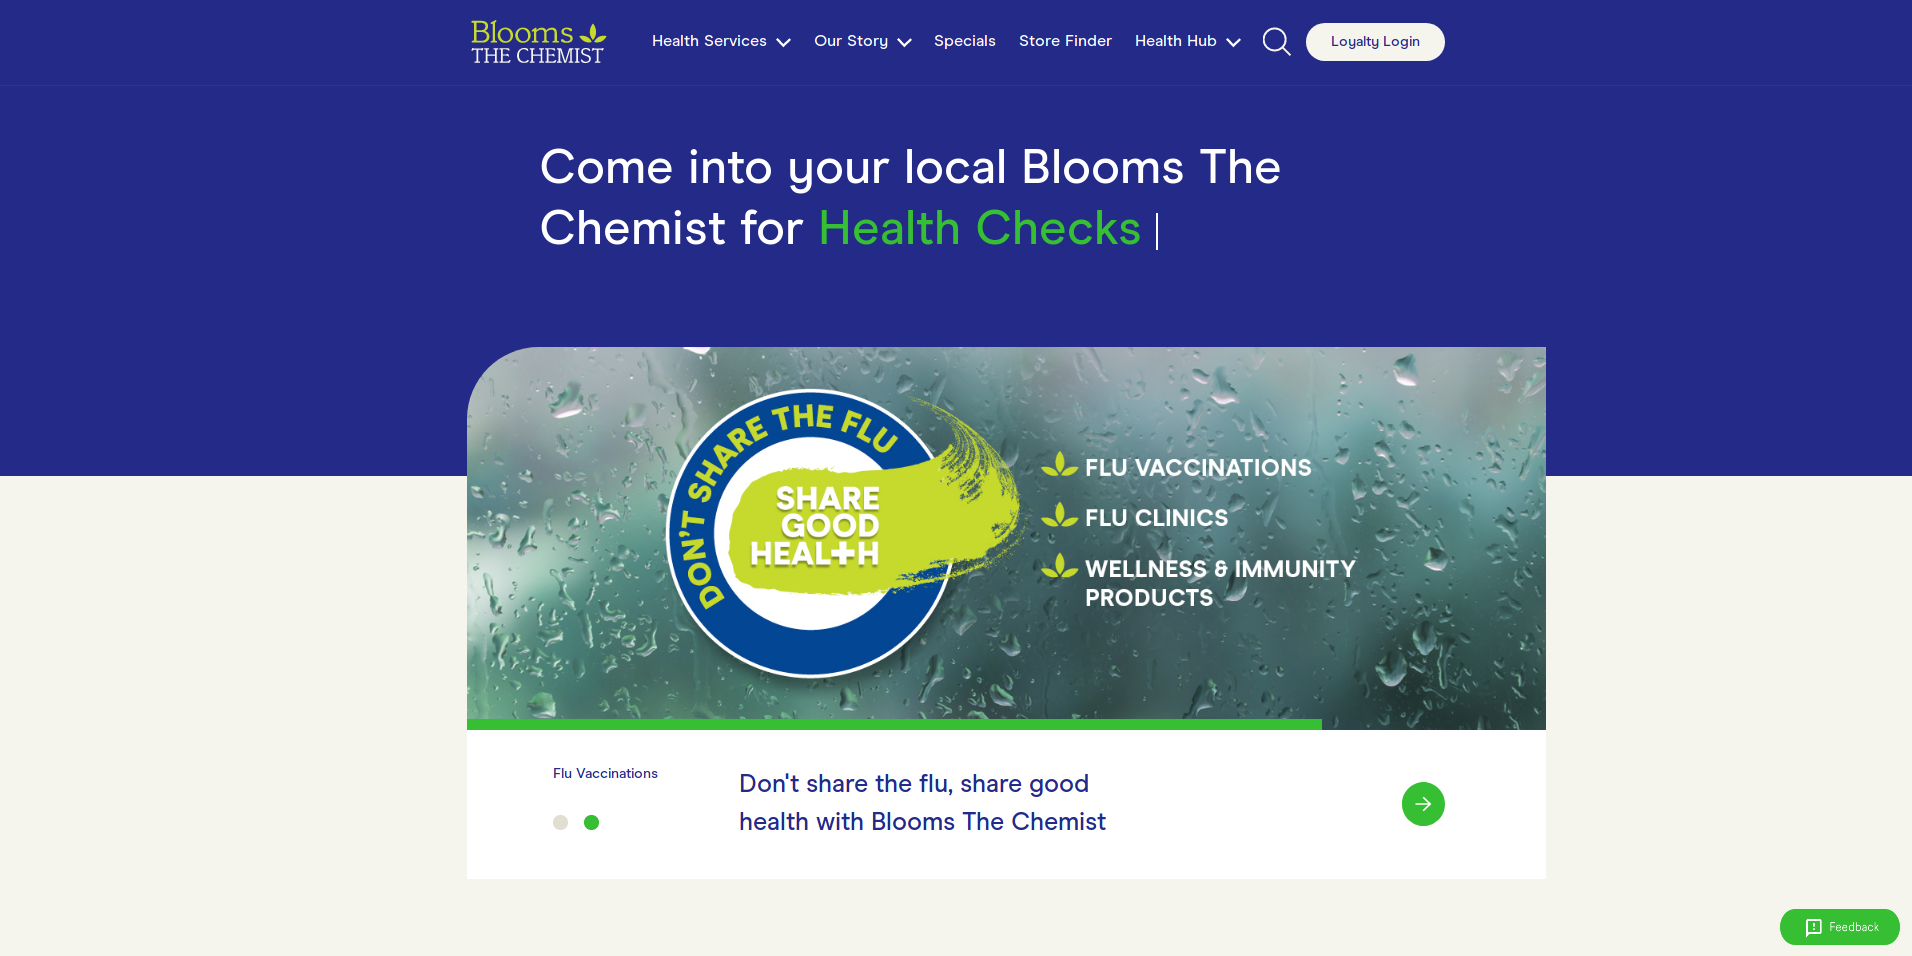 Blooms
THE CHEMIST
Health Services
Our Story
Specials
Store Finder
Health Hub
Loyalty Login
Come into your local Blooms The
Chemist for Health Checks
DON'T SHARE THE FLU
SHARE
GOOD
HEALTH
FLU VACCINATIONS
FLU CLINICS
WELLNESS & IMMUNITY
PRODUCTS
Flu Vaccinations
Don't share the flu, share good
health with Blooms The Chemist
Feedback